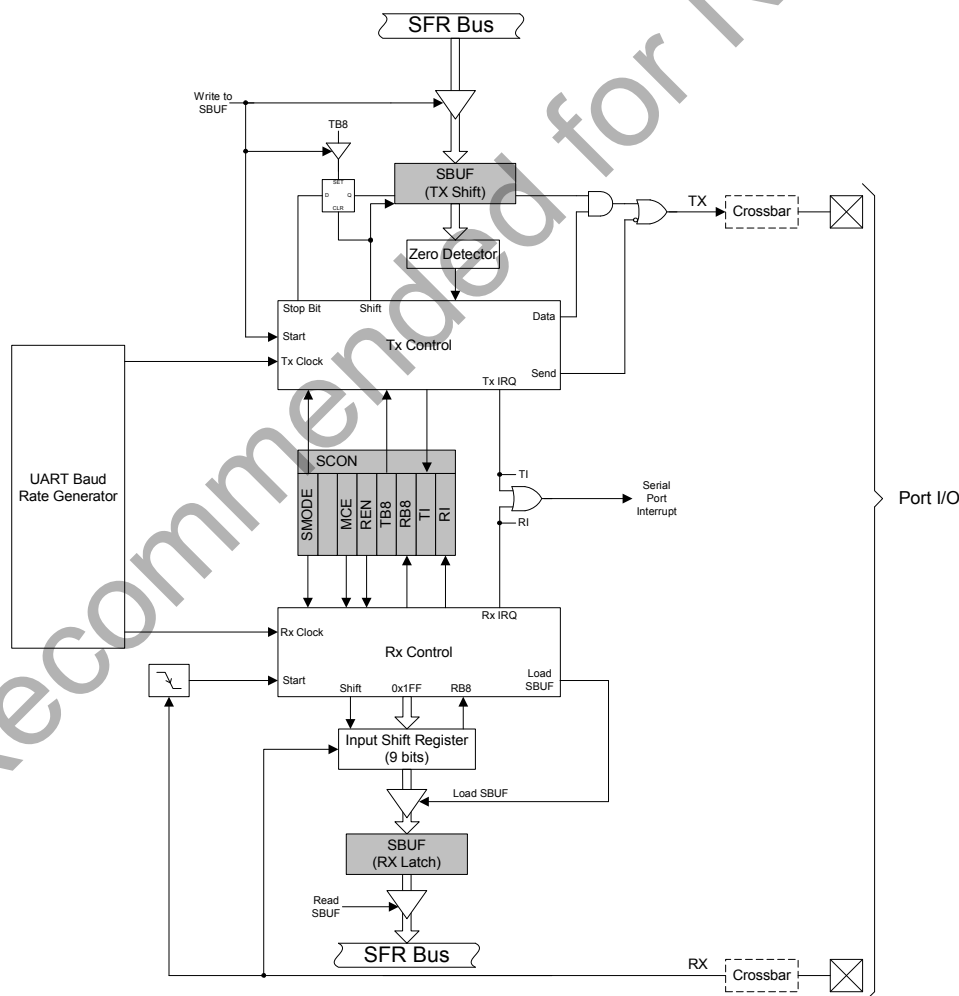 SFR Bus
Write to
SBUF
TB8
SET
D
Q
CLR
SBUF
(TX Shift)
TX
Crossbar
Zero Detector
Stop Bit
Shift
Data
Start
Tx Control
Tx Clock
Send
Tx IRQ
UART Baud
Rate Generator
SCON
SMODE
MCE
REN
TB8
RB8
TI
RI
TI
RI
Serial
Port
Interrupt
Port I/O
Rx IRQ
Rx Clock
Rx Control
Start
Load
SBUF
Shift
0x1FF
RB8
Input Shift Register
(9 bits)
Load SBUF
SBUF
(RX Latch)
Read
SBUF
SFR Bus
RX
Crossbar
ecommended for